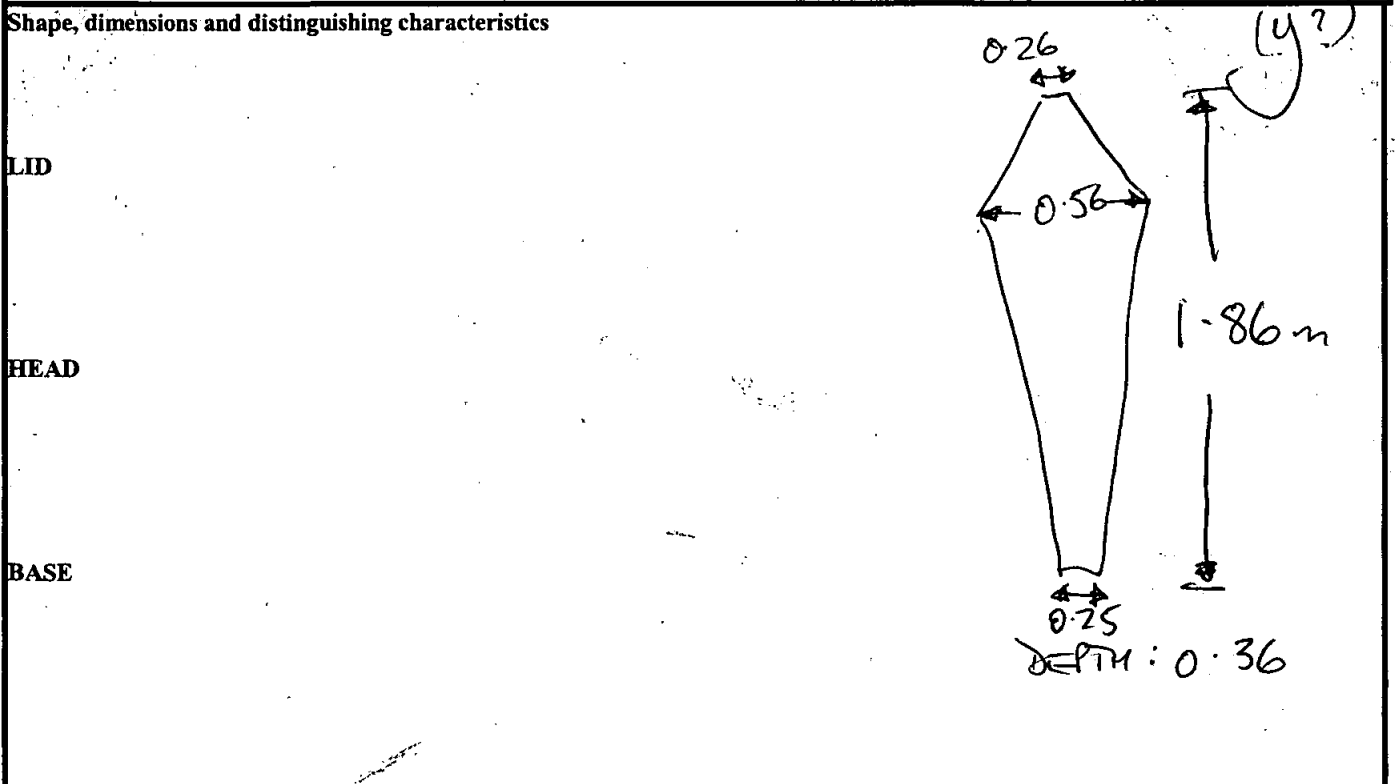 Shape, dimensions and distinguishing characteristics
(y?)
0.26
LID
0.56
1.86 m
HEAD
BASE
0.25
DEPTH : 0.36